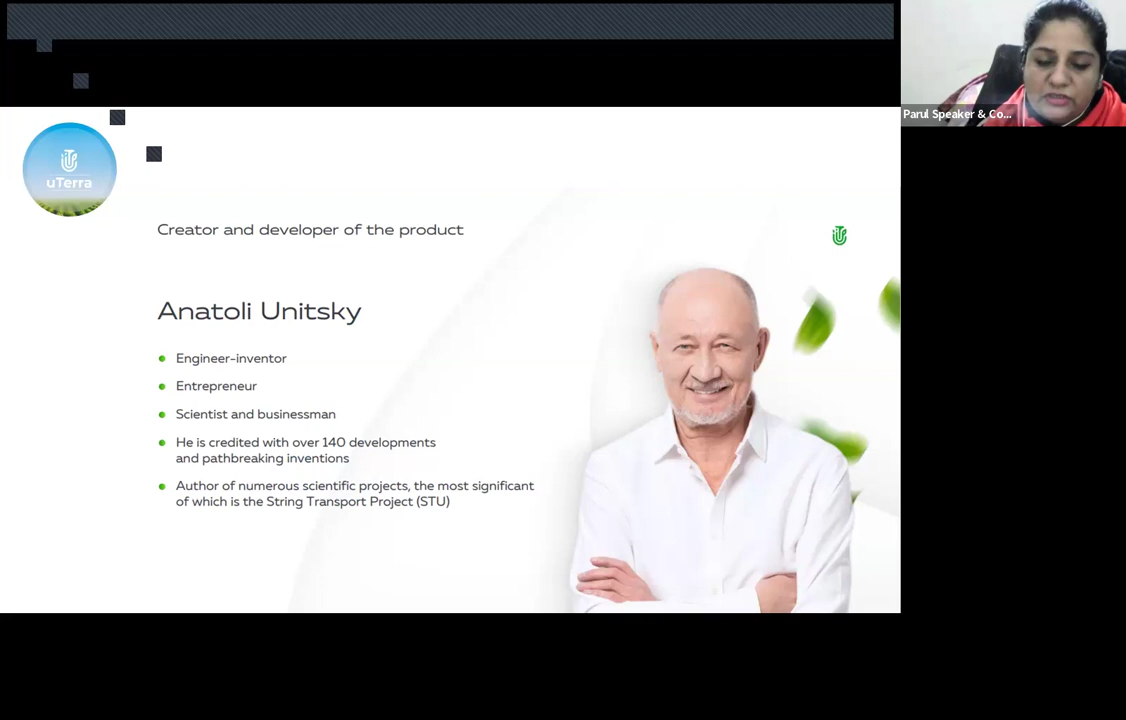 Parul Speaker & Co...
uTerra
Creator and developer of the product
Anatoli Unitsky
Engineer-inventor
Entrepreneur
Scientist and businessman
He is credited with over 140 developments
and pathbreaking inventions
Author of numerous scientific projects, the most significant
of which is the String Transport Project (STU)